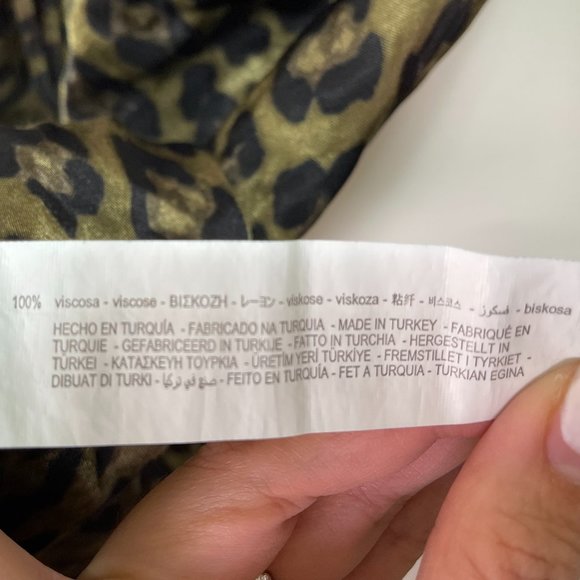 100% viscosa - viscose - ΒΙΣΚΟΖΗ - レーヨン - viskose - viskoza - 粘纤 - 비스코스 - فسكوز - biskosa
HECHO EN TURQUÍA - FABRICADO NA TURQUIA - MADE IN TURKEY - FABRIQUÉ EN
TURQUIE - GEFABRICEERD IN TURKIJE - FATTO IN TURCHIA - HERGESTELLT IN
TURKEI - ΚΑΤΑΣΚΕΥΗ ΤΟΥΡΚΙΑ - ÜRETİM YERİ TÜRKİYE - FREMSTILLET I TYRKIET -
DIBUAT DI TURKI - صنع في تركيا - FEITO EN TURQUÍA - FET A TURQUIA - TURKIAN EGINA